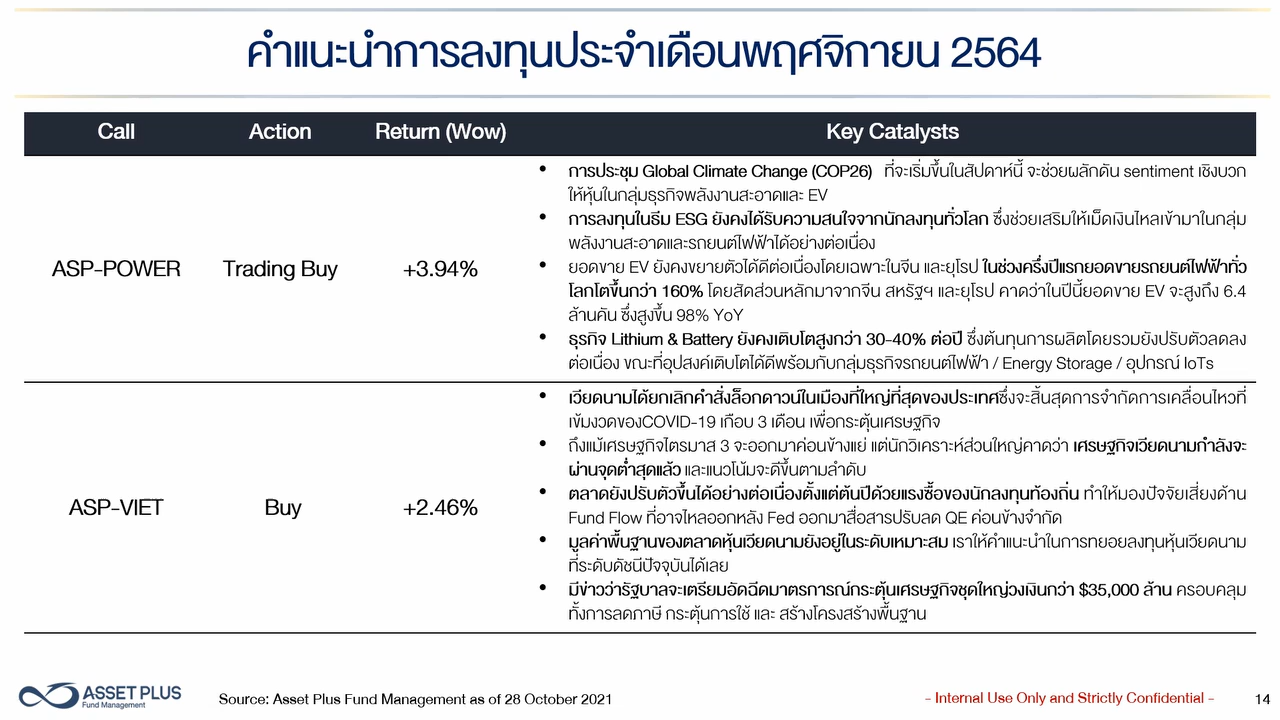 คำแนะนำการลงทุนประจำเดือนพฤศจิกายน 2564
Call Action Return (Wow) Key Catalysts
• การประชุม Global Climate Change (COP26) ที่จะเริ่มขึ้นในสัปดาห์นี้ จะช่วยผลักดัน sentiment เชิงบวก
ให้หุ้นในกลุ่มธุรกิจพลังงานสะอาดและ EV
• การลงทุนในธีม ESG ยังคงได้รับความสนใจจากนักลงทุนทั่วโลก ซึ่งช่วยเสริมให้เม็ดเงินไหลเข้ามาในกลุ่ม
พลังงานสะอาดและรถยนต์ไฟฟ้าได้อย่างต่อเนื่อง
ASP-POWER Trading Buy +3.94%
• ยอดขาย EV ยังคงขยายตัวได้ดีต่อเนื่องโดยเฉพาะในจีน และยุโรป ในช่วงครึ่งปีแรกยอดขายรถยนต์ไฟฟ้าทั่ว
โลกโตขึ้นกว่า 160% โดยสัดส่วนหลักมาจากจีน สหรัฐฯ และยุโรป คาดว่าในปีนี้ยอดขาย EV จะสูงถึง 6.4
ล้านคัน ซึ่งสูงขึ้น 98% YoY
• ธุรกิจ Lithium & Battery ยังคงเติบโตสูงกว่า 30-40% ต่อปี ซึ่งต้นทุนการผลิตโดยรวมยังปรับตัวลดลง
ต่อเนื่อง ขณะที่อุปสงค์เติบโตได้ดีพร้อมกับกลุ่มธุรกิจรถยนต์ไฟฟ้า / Energy Storage / อุปกรณ์ IoTs
• เวียดนามได้ยกเลิกคำสั่งล็อกดาวน์ในเมืองที่ใหญ่ที่สุดของประเทศซึ่งจะสิ้นสุดการจำกัดการเคลื่อนไหวที่
เข้มงวดของCOVID-19 เกือบ 3 เดือน เพื่อกระตุ้นเศรษฐกิจ
• ถึงแม้เศรษฐกิจไตรมาส 3 จะออกมาค่อนข้างแย่ แต่นักวิเคราะห์ส่วนใหญ่คาดว่า เศรษฐกิจเวียดนามกำลังจะ
ผ่านจุดต่ำสุดแล้ว และแนวโน้มจะดีขึ้นตามลำดับ
ASP-VIET Buy +2.46%
• ตลาดยังปรับตัวขึ้นได้อย่างต่อเนื่องตั้งแต่ต้นปีด้วยแรงซื้อของนักลงทุนท้องถิ่น ทำให้มองปัจจัยเสี่ยงด้าน
Fund Flow ที่อาจไหลออกหลัง Fed ออกมาสื่อสารปรับลด QE ค่อนข้างจำกัด
• มูลค่าพื้นฐานของตลาดหุ้นเวียดนามยังอยู่ในระดับเหมาะสม เราให้คำแนะนำในการทยอยลงทุนหุ้นเวียดนาม
ที่ระดับดัชนีปัจจุบันได้เลย
• มีข่าวว่ารัฐบาลจะเตรียมอัดฉีดมาตรการณ์กระตุ้นเศรษฐกิจชุดใหญ่วงเงินกว่า $35,000 ล้าน ครอบคลุม
ทั้งการลดภาษี กระตุ้นการใช้ และ สร้างโครงสร้างพื้นฐาน
ASSET PLUS
Fund Management
Source: Asset Plus Fund Management as of 28 October 2021
- Internal Use Only and Strictly Confidential -
14